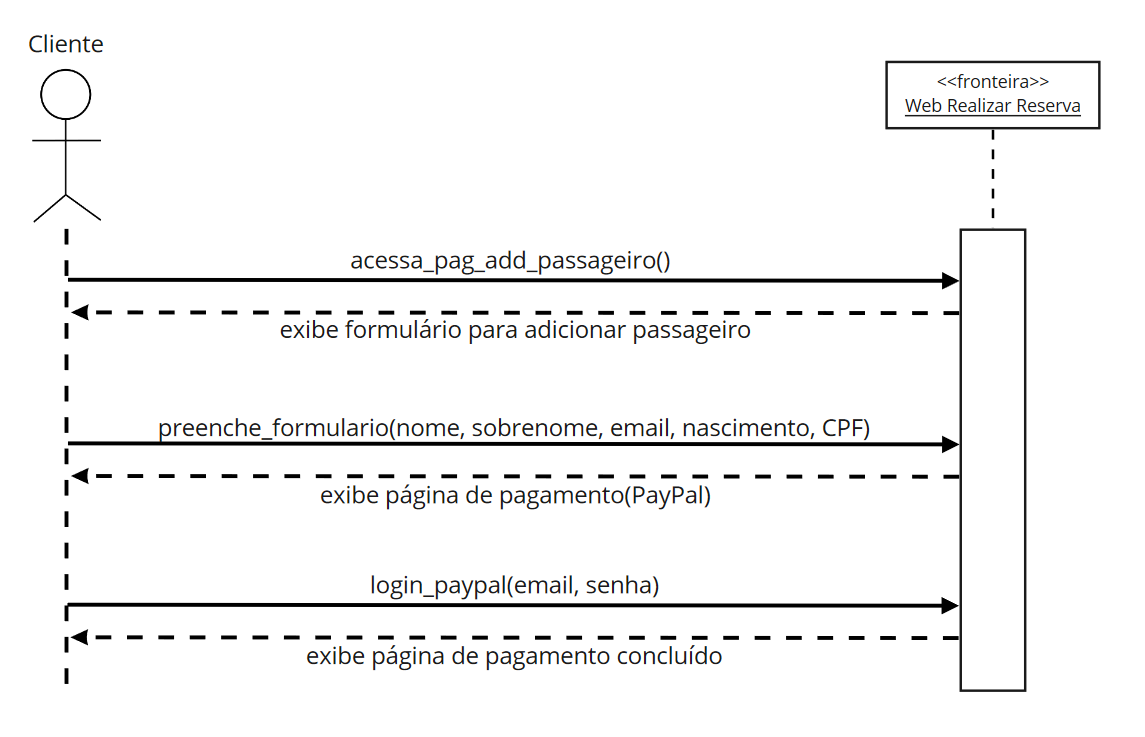 Cliente
<<fronteira>>
Web Realizar Reserva
acessa_pag_add_passageiro()
exibe formulário para adicionar passageiro
preenche_formulario(nome, sobrenome, email, nascimento, CPF)
exibe página de pagamento(PayPal)
login_paypal(email, senha)
exibe página de pagamento concluído